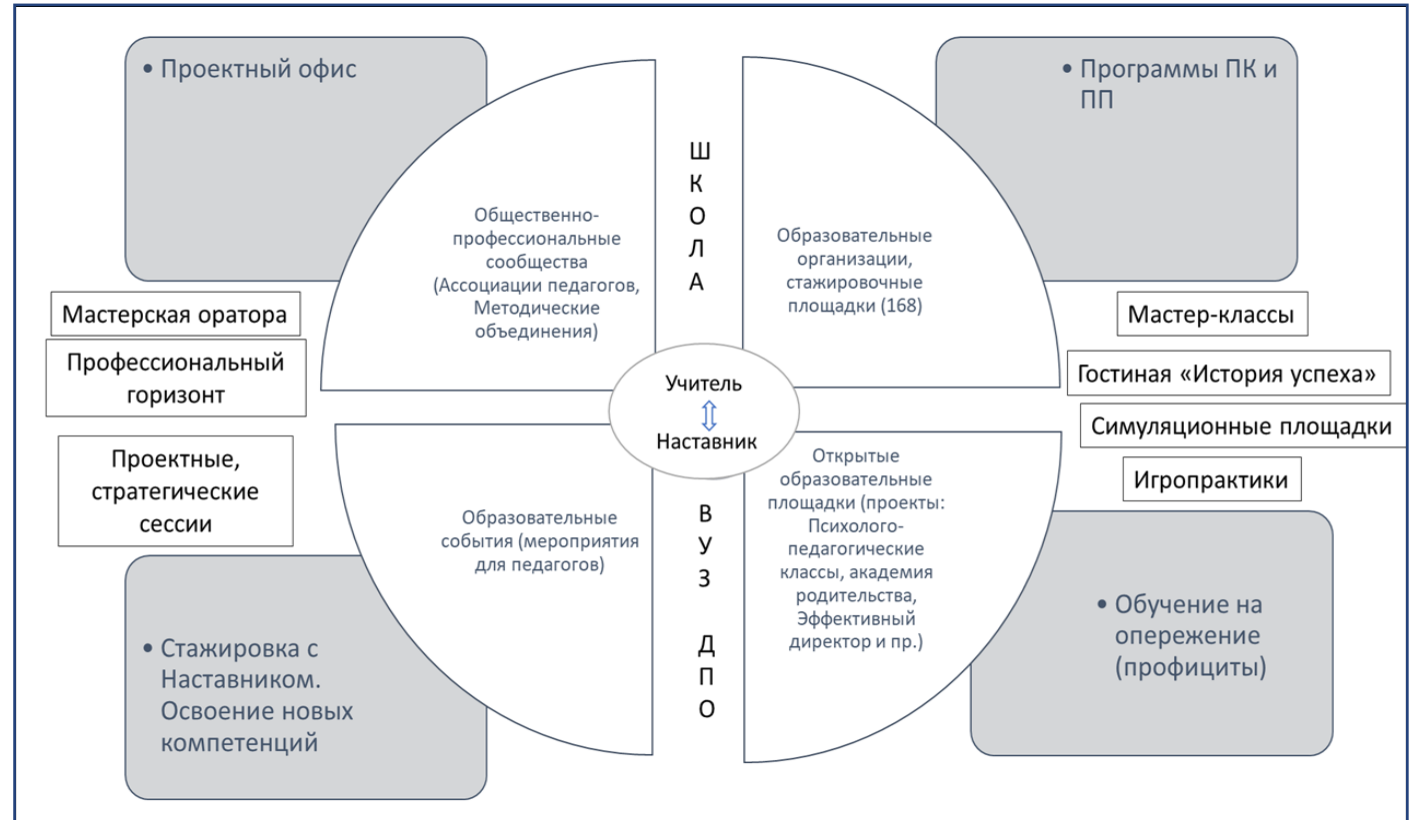 • Проектный офис
• Программы ПК и
ПП
Общественно-
профессиональные
сообщества
(Ассоциации педагогов,
Методические
объединения)
Ш
К
О
Л
А
Образовательные
организации,
стажировочные
площадки (168)
Мастерская оратора
Профессиональный
горизонт
Проектные,
стратегические
сессии
Учитель
Наставник
Мастер-классы
Гостиная «История успеха»
Симуляционные площадки
Игропрактики
Образовательные
события (мероприятия
для педагогов)
В
У
З
Д
П
О
Открытые
образовательные
площадки (проекты:
Психолого-
педагогические
классы, академия
родительства,
Эффективный
директор и пр.)
• Стажировка с
Наставником.
Освоение новых
компетенций
• Обучение на
опережение
(профициты)